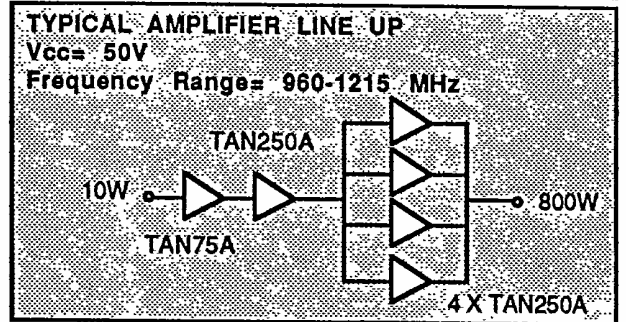 TYPICAL AMPLIFIER LINE UP
Vcc= 50V
Frequency Range= 960-1215 MHz
TAN250A
10W
800W
TAN75A
4 X TAN250A